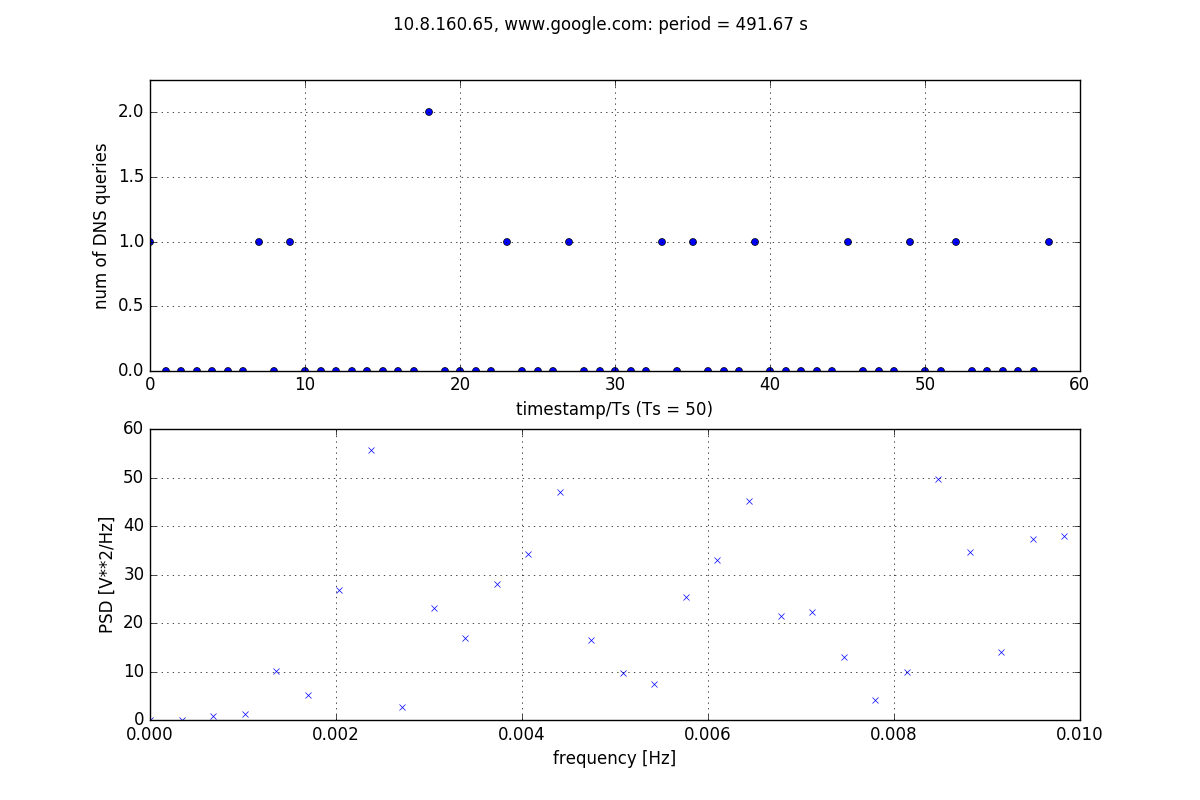 10.8.160.65, www.google.com: period = 491.67 s
2.0
1.5
1.0
0.5
0.0
num of DNS queries
0 10 20 30 40 50 60
timestamp/Ts (Ts = 50)
60
50
40
30
20
10
0
PSD [V**2/Hz]
0.000 0.002 0.004 0.006 0.008 0.010
frequency [Hz]